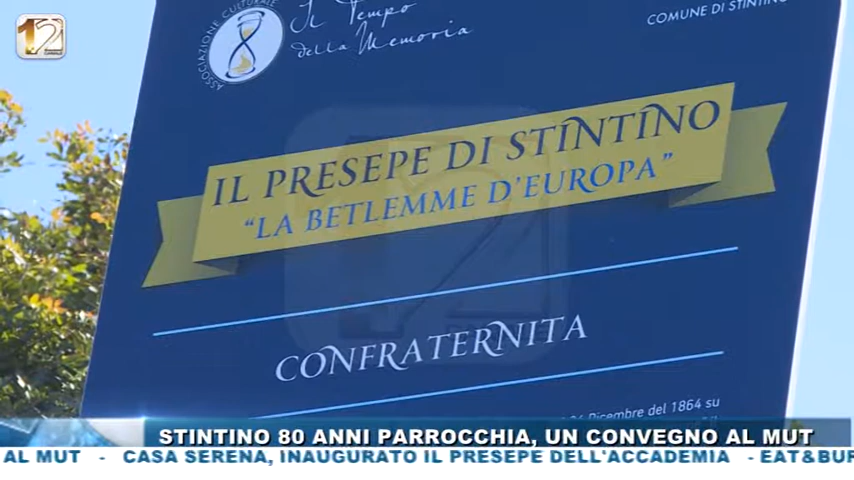 12
ASSOCIAZIONE CULTURALE
Il Tempo
della Memoria
COMUNE DI STINTINO
IL PRESEPE DI STINTINO
"LA BETLEMME D'EUROPA"
CONFRATERNITA
Dicembre del 1864 su
STINTINO 80 ANNI PARROCCHIA, UN CONVEGNO AL MUT
AL MUT - CASA SERENA, INAUGURATO IL PRESEPE DELL'ACCADEMIA - EAT&BU